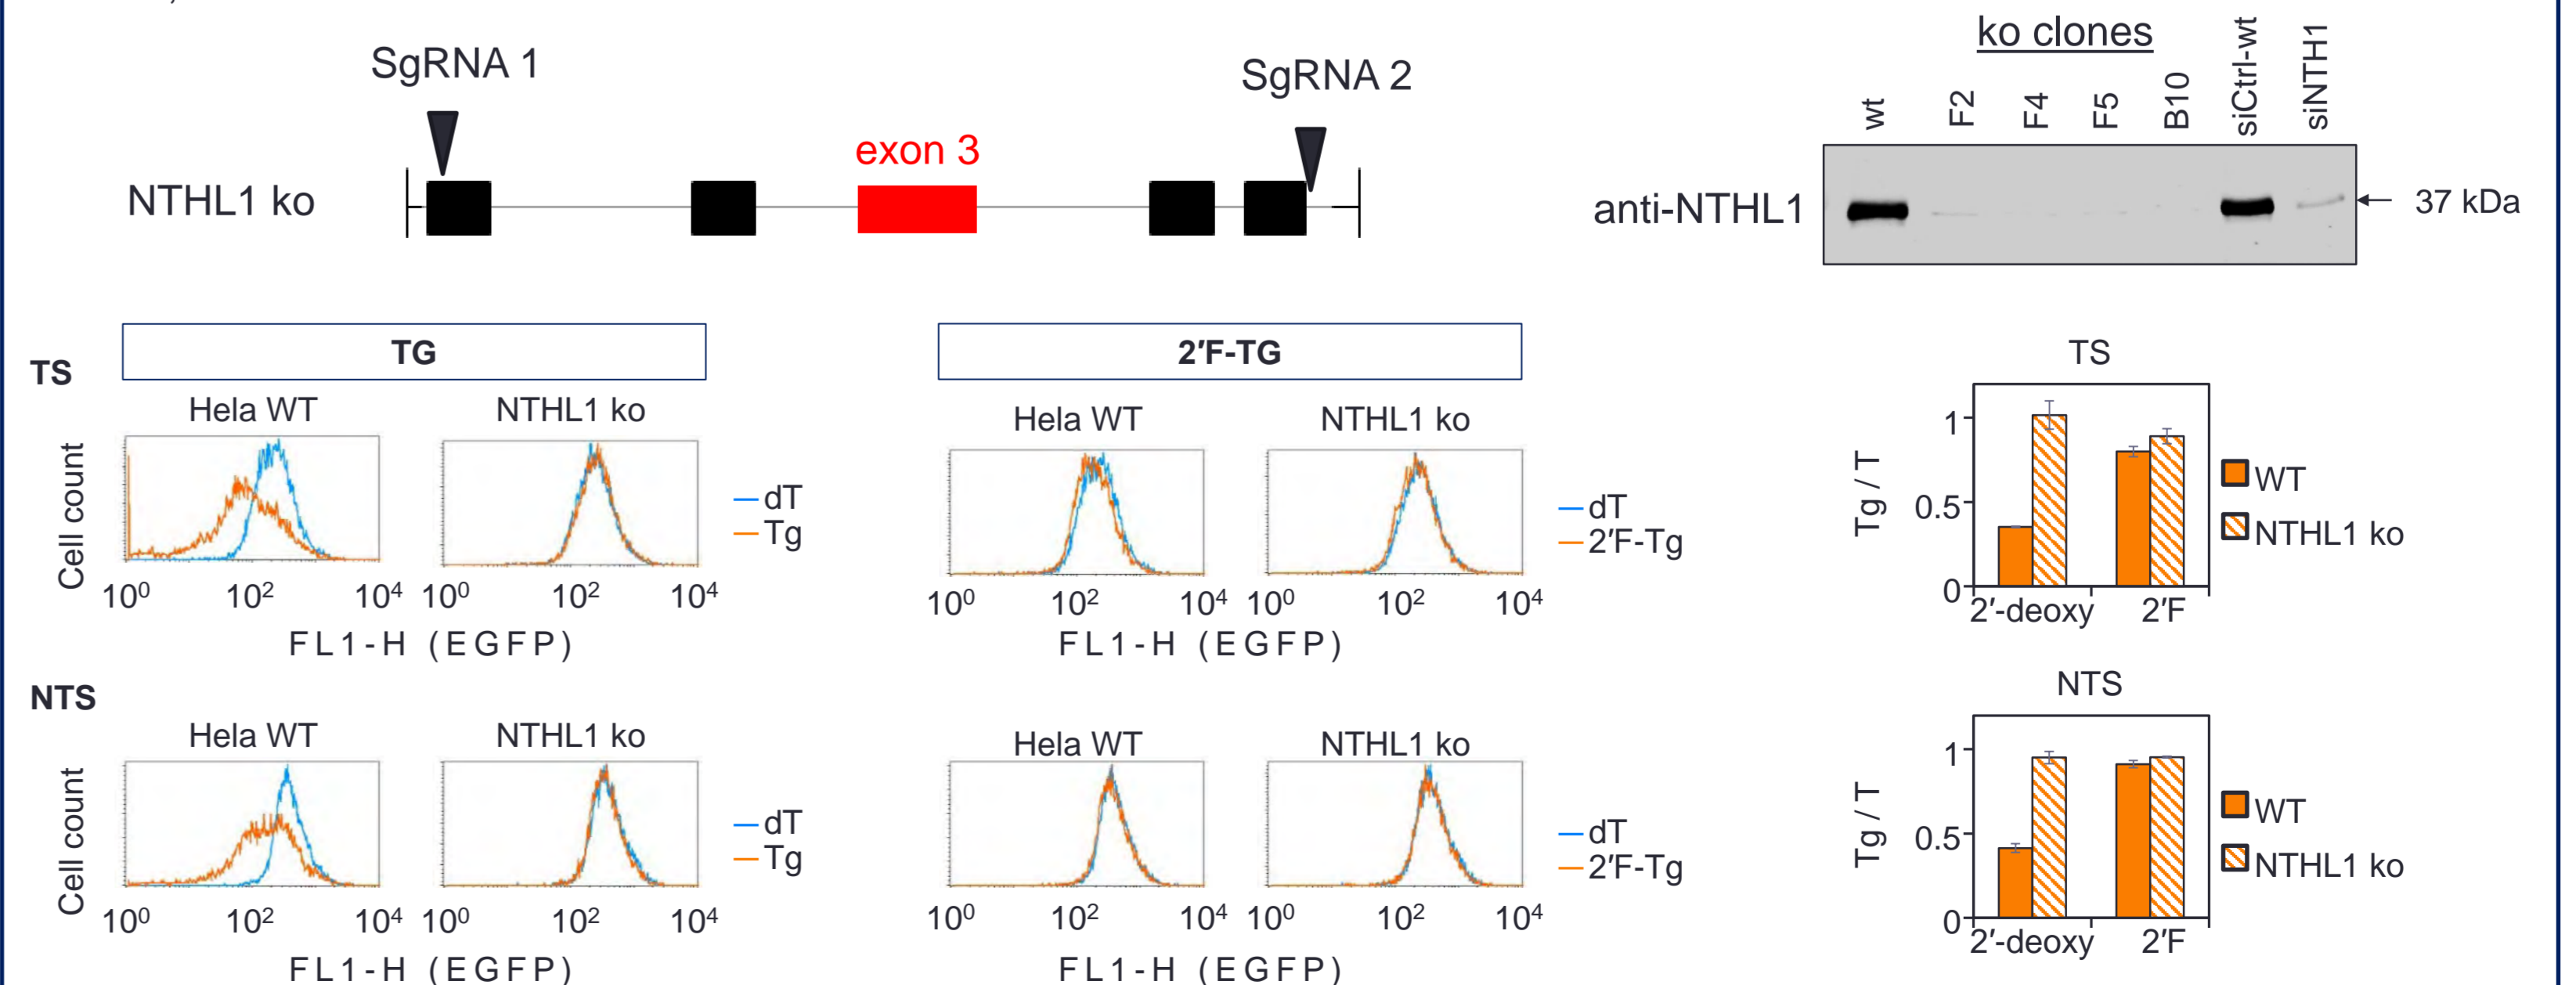 SgRNA 1
SgRNA 2
exon 3
NTHL1 ko
ko clones
wt
F2
F4
F5
B10
siCtrl-wt
siNTH1
anti-NTHL1
37 kDa
TG
2′F-TG
TS
Hela WT
NTHL1 ko
Hela WT
NTHL1 ko
Cell count
dT
Tg
dT
2′F-Tg
10⁰ 10² 10⁴ 10⁰ 10² 10⁴
10⁰ 10² 10⁴ 10⁰ 10² 10⁴
FL1-H (EGFP)
FL1-H (EGFP)
TS
Tg / T
1
0.5
0
2′-deoxy 2′F
WT
NTHL1 ko
NTS
Hela WT
NTHL1 ko
Hela WT
NTHL1 ko
Cell count
dT
Tg
dT
2′F-Tg
10⁰ 10² 10⁴ 10⁰ 10² 10⁴
10⁰ 10² 10⁴ 10⁰ 10² 10⁴
FL1-H (EGFP)
FL1-H (EGFP)
NTS
Tg / T
1
0.5
0
2′-deoxy 2′F
WT
NTHL1 ko